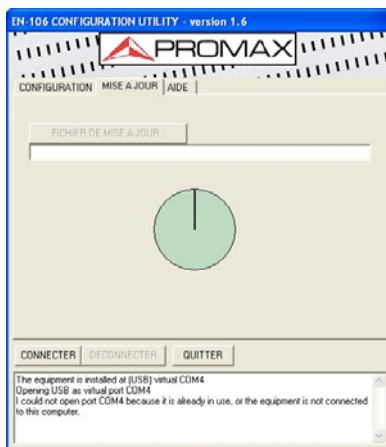 EN-106 CONFIGURATION UTILITY - version 1.6
PROMAX
CONFIGURATION MISE A JOUR AIDE
FICHIER DE MISE A JOUR :
CONNECTER DECONNECTER QUITTER
The equipment is installed at (USB) virtual COM4
Opening USB as virtual port COM4
I could not open port COM4 because it is already in use, or the equipment is not connected
to this computer.